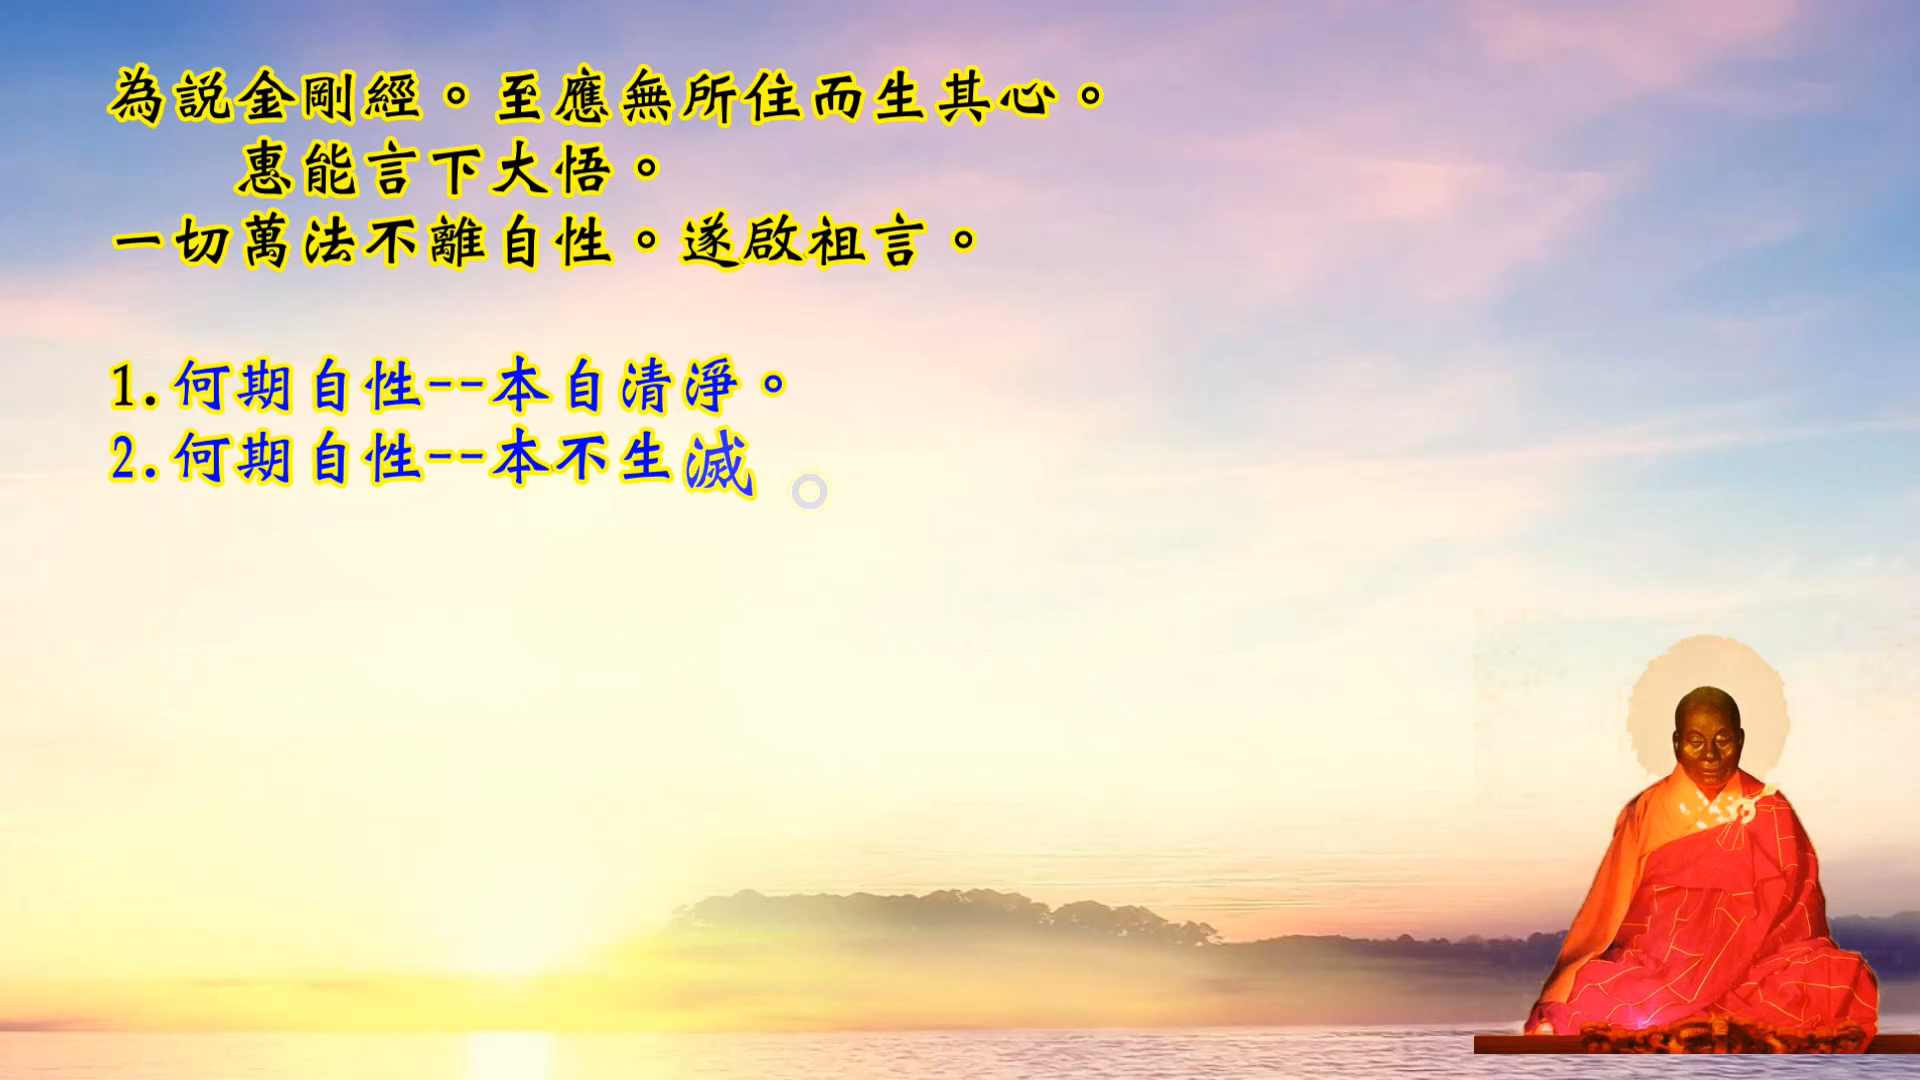 為説金剛經。至應無所住而生其心。
惠能言下大悟。
一切萬法不離自性。遂啟祖言。
1.何期自性--本自清淨。
2.何期自性--本不生滅。